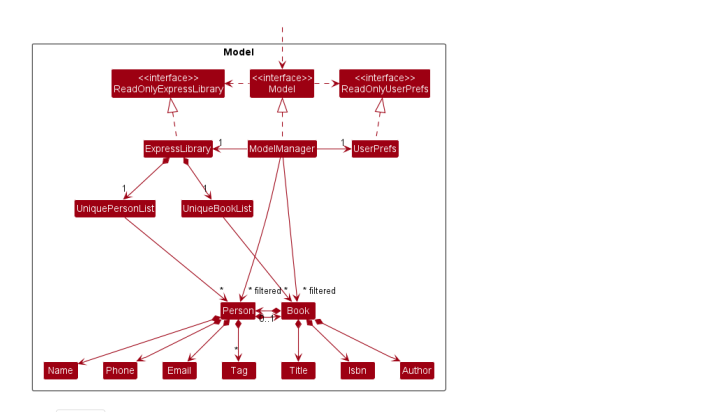 Model
<<interface>>
ReadOnlyExpressLibrary
<<interface>>
Model
<<interface>>
ReadOnlyUserPrefs
ExpressLibrary
1
ModelManager
1
UserPrefs
1
1
UniquePersonList
UniqueBookList
*
* filtered
*
* filtered
Person
0..1
Book
*
Name
Phone
Email
Tag
Title
Isbn
Author